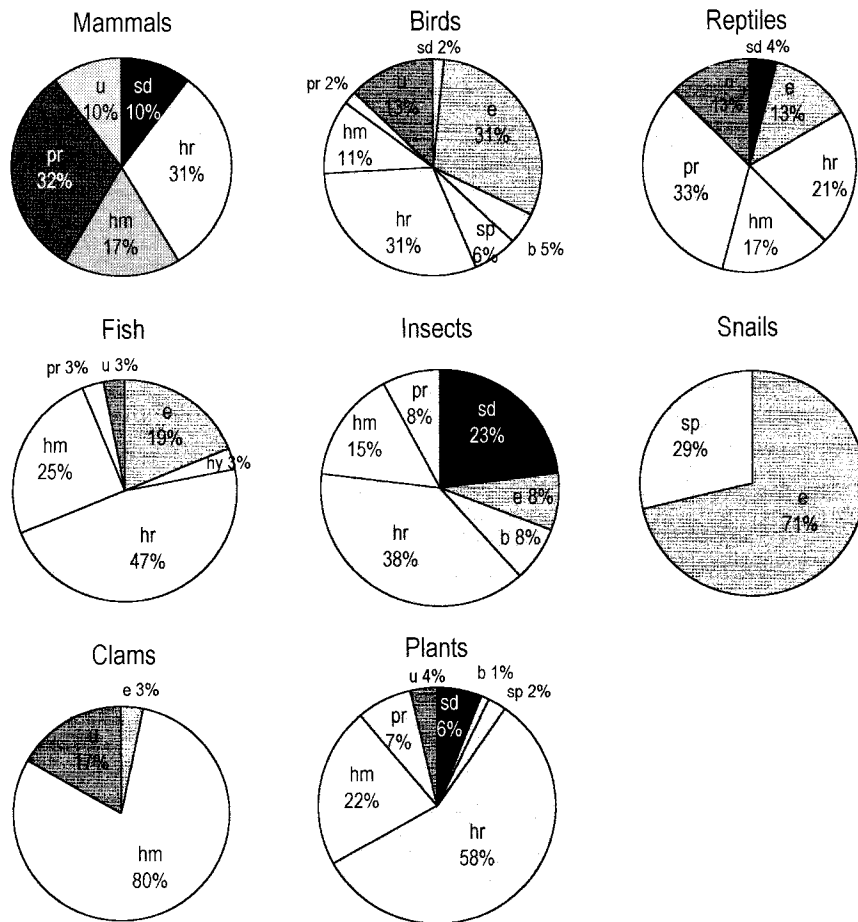 Mammals
u
10%
sd
10%
pr
32%
hr
31%
hm
17%
Birds
sd 2%
pr 2%
u
13%
e
31%
hm
11%
hr
31%
sp
6%
b 5%
Reptiles
sd 4%
u
13%
e
13%
pr
33%
hr
21%
hm
17%
Fish
pr 3%
u 3%
e
19%
hy 3%
hm
25%
hr
47%
Insects
pr
8%
sd
23%
hm
15%
e 8%
b 8%
hr
38%
Snails
sp
29%
e
71%
Clams
e 3%
u
17%
hm
80%
Plants
u 4%
b 1%
sp 2%
sd
6%
pr
7%
hm
22%
hr
58%